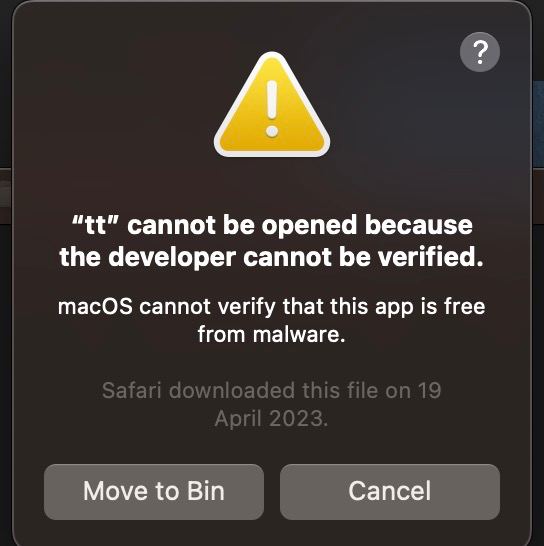 ?
“tt” cannot be opened because
the developer cannot be verified.
macOS cannot verify that this app is free
from malware.
Safari downloaded this file on 19
April 2023.
Move to Bin
Cancel